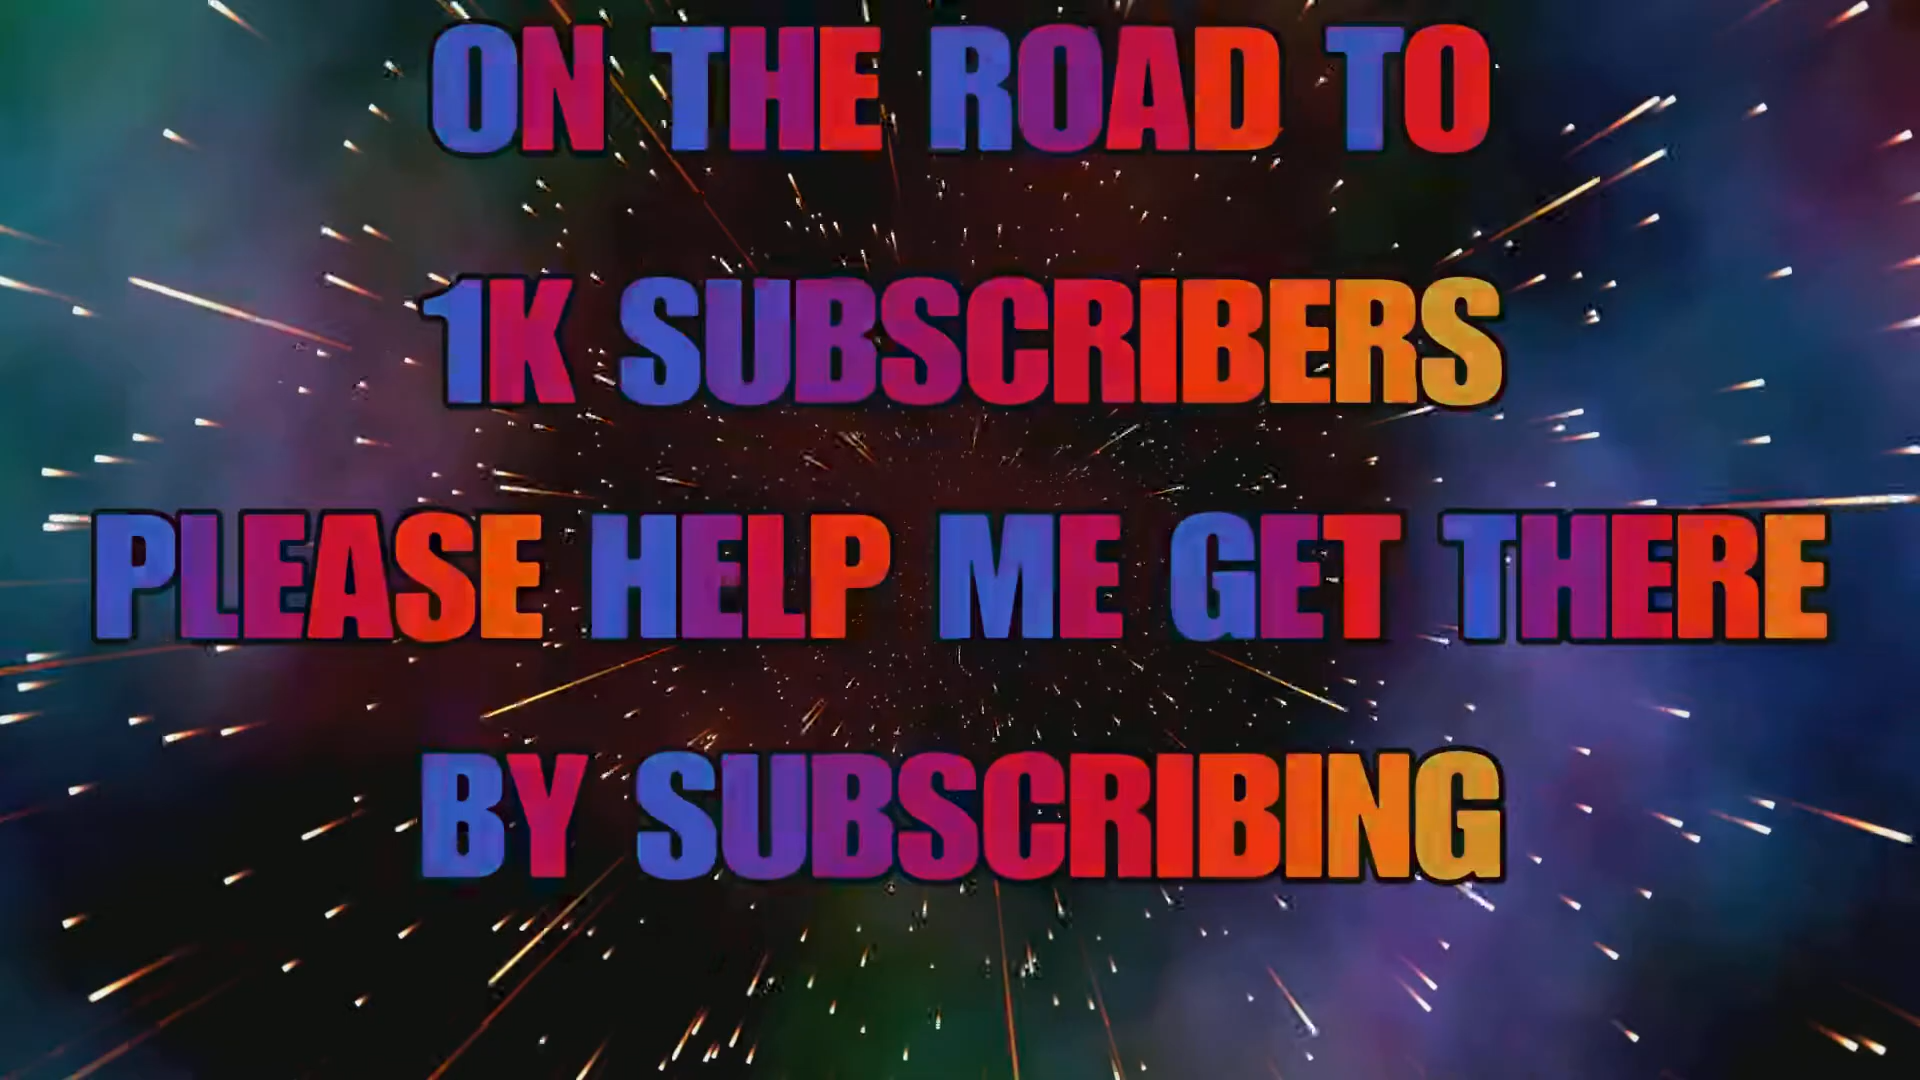 ON THE ROAD TO
1K SUBSCRIBERS
PLEASE HELP ME GET THERE
BY SUBSCRIBING